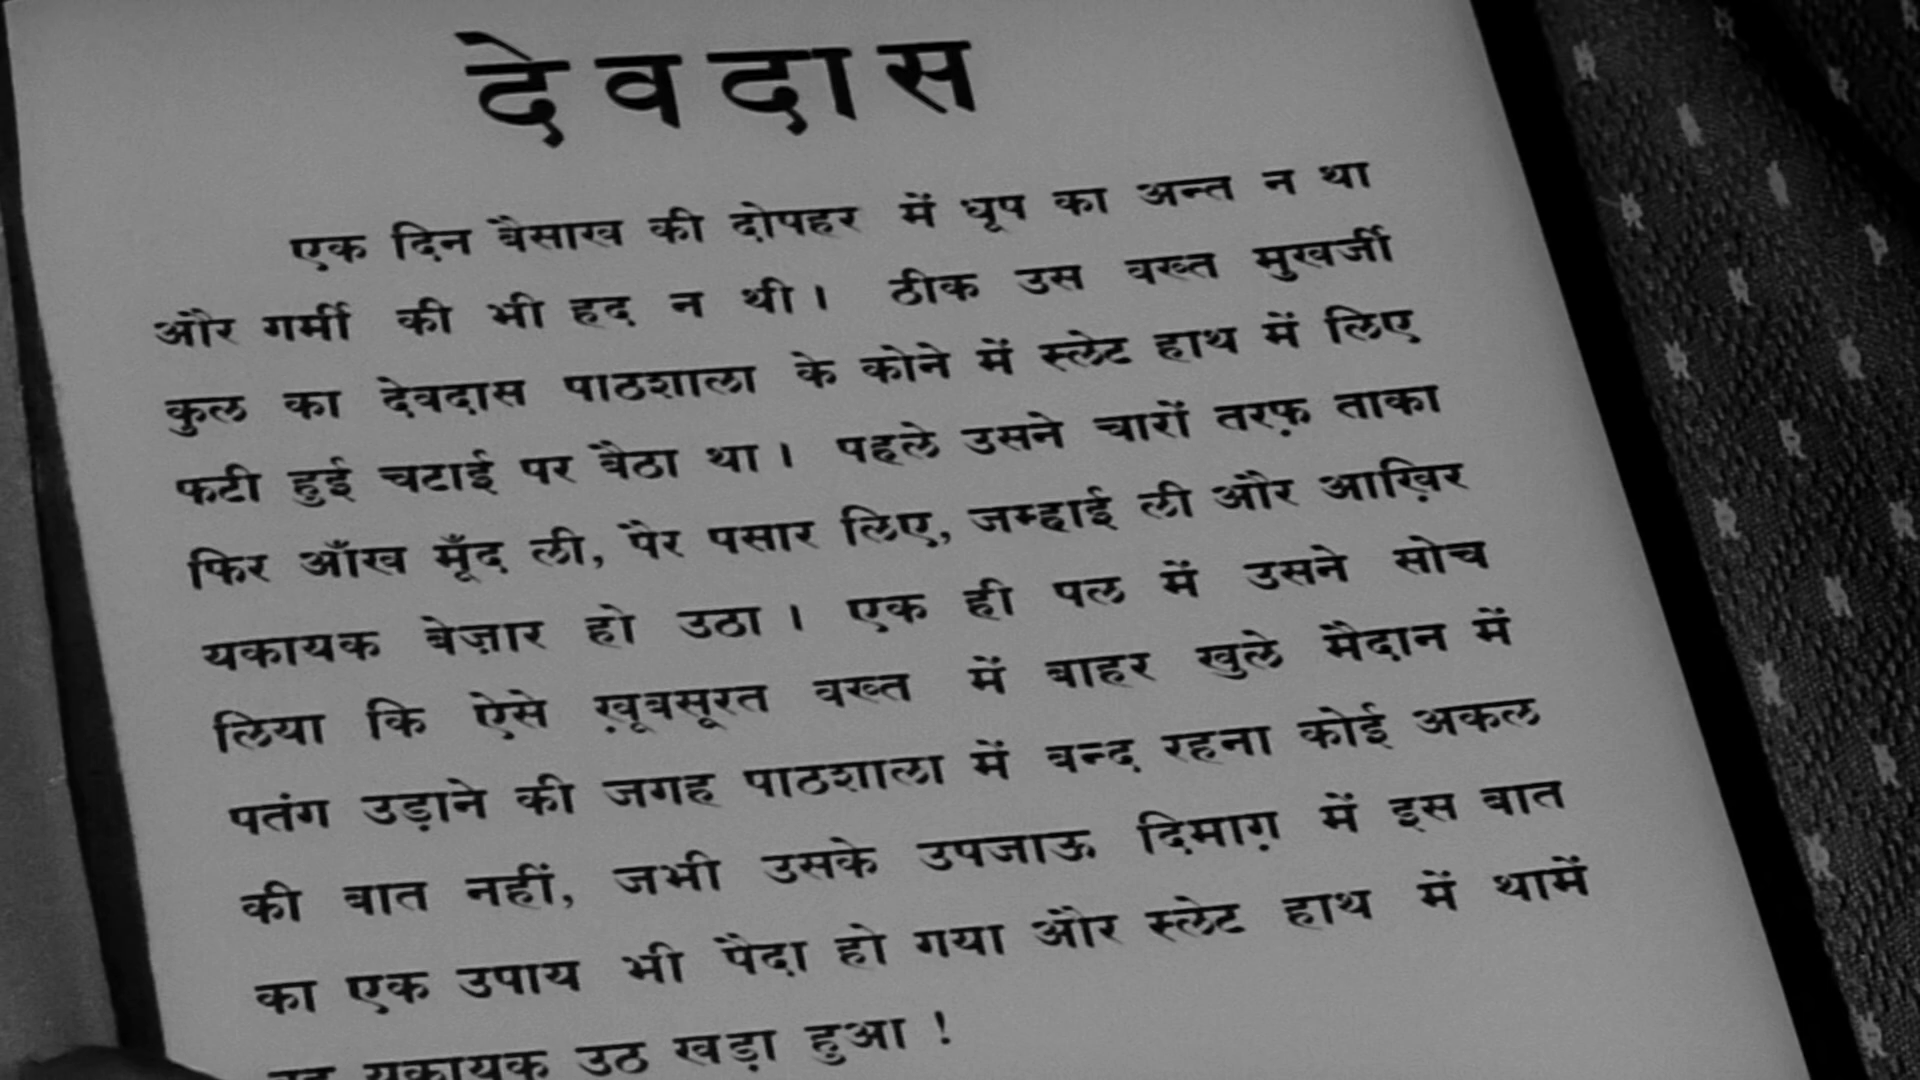 देवदास
एक दिन बैसाख की दोपहर में धूप का अन्त न था
और गर्मी की भी हद न थी। ठीक उस वख्त मुखर्जी
कुल का देवदास पाठशाला के कोने में स्लेट हाथ में लिए
फटी हुई चटाई पर बैठा था। पहले उसने चारों तरफ़ ताका
फिर आँख मूँद ली, पैर पसार लिए, जम्हाई ली और आख़िर
यकायक बेज़ार हो उठा। एक ही पल में उसने सोच
लिया कि ऐसे ख़ूबसूरत वख्त में बाहर खुले मैदान में
पतंग उड़ाने की जगह पाठशाला में बन्द रहना कोई अकल
की बात नहीं, जभी उसके उपजाऊ दिमाग़ में इस बात
का एक उपाय भी पैदा हो गया और स्लेट हाथ में थामें
यकायक उठ खड़ा हुआ !